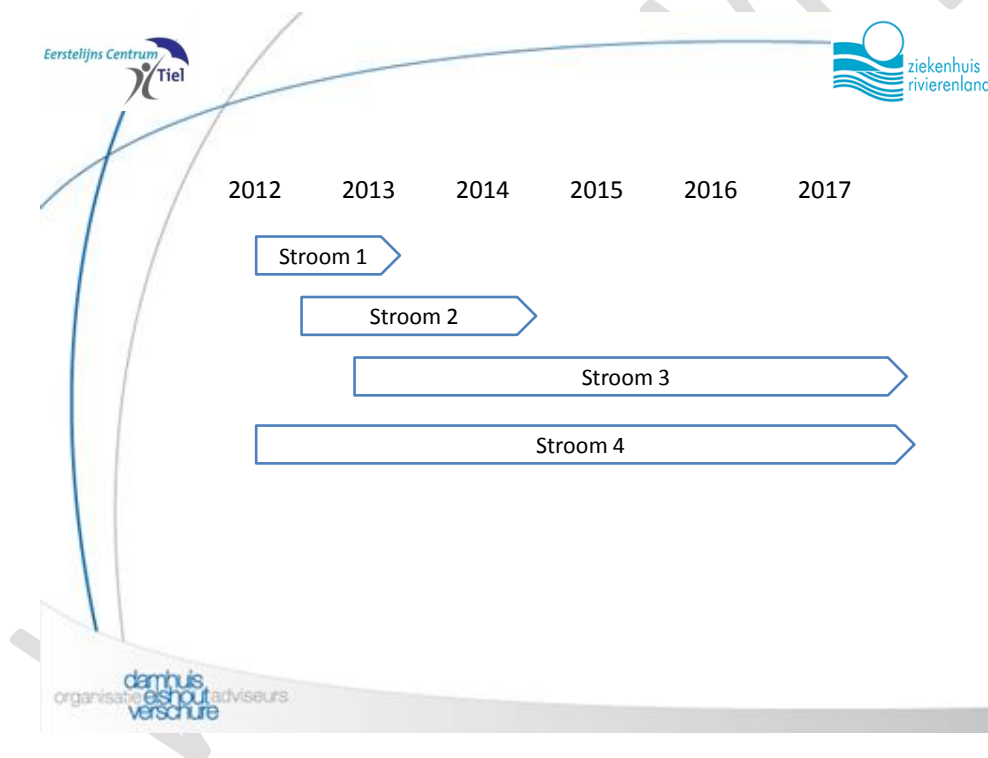 Eerstelijns Centrum
Tiel
ziekenhuis
rivierenland
2012 2013 2014 2015 2016 2017
Stroom 1
Stroom 2
Stroom 3
Stroom 4
damhuis
organisatie elshout adviseurs
verschure